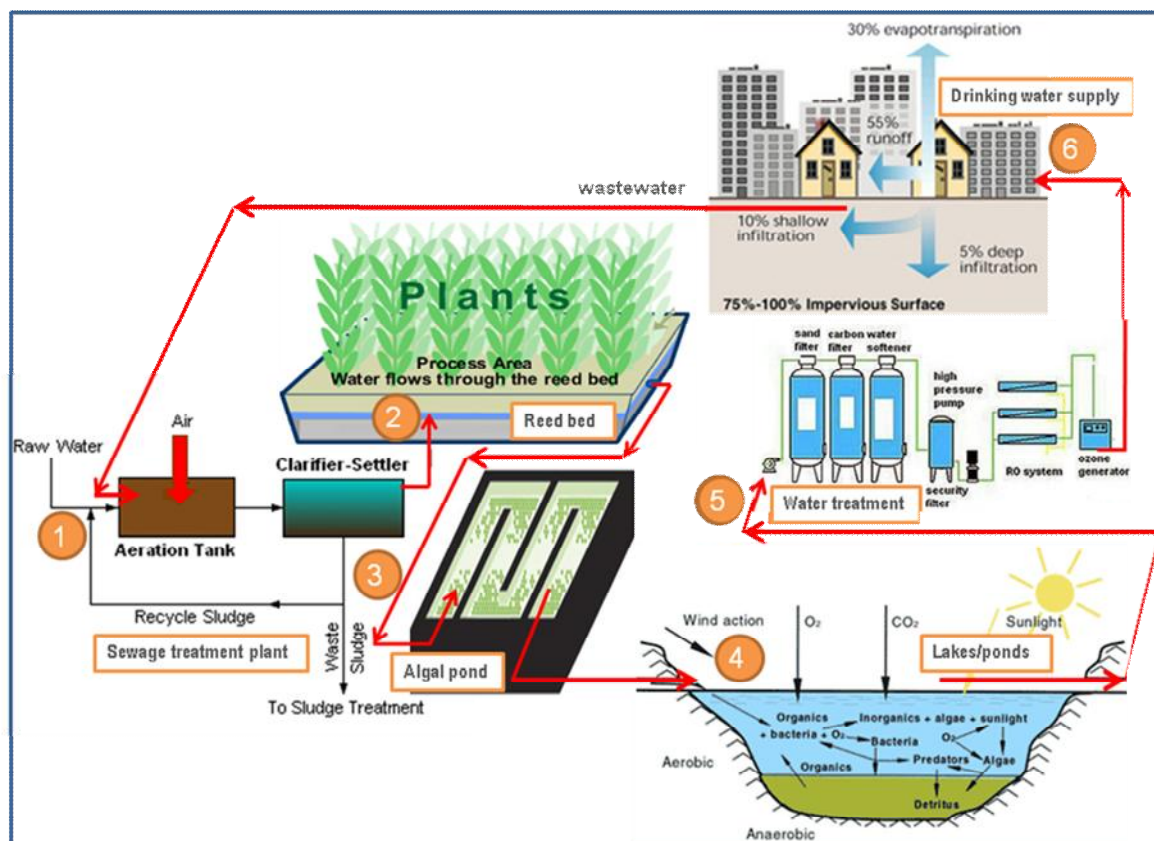 30% evapotranspiration
Drinking water supply
55%
runoff
6
wastewater
10% shallow
infiltration
5% deep
infiltration
75%-100% Impervious Surface
Plants
Process Area
Water flows through the reed bed
2
Reed bed
sand
filter
carbon
filter
water
softener
high
pressure
pump
RO system
ozone
generator
security
filter
5
Water treatment
Raw Water
Air
Clarifier-Settler
1
Aeration Tank
3
Recycle Sludge
Waste
Sludge
Sewage treatment plant
To Sludge Treatment
Algal pond
Wind action
4
O₂
CO₂
Sunlight
Lakes/ponds
Organics
+ bacteria + O₂
Inorganics + algae + sunlight
Bacteria
O₂
Predators
Algae
Organics
Detritus
Aerobic
Anaerobic